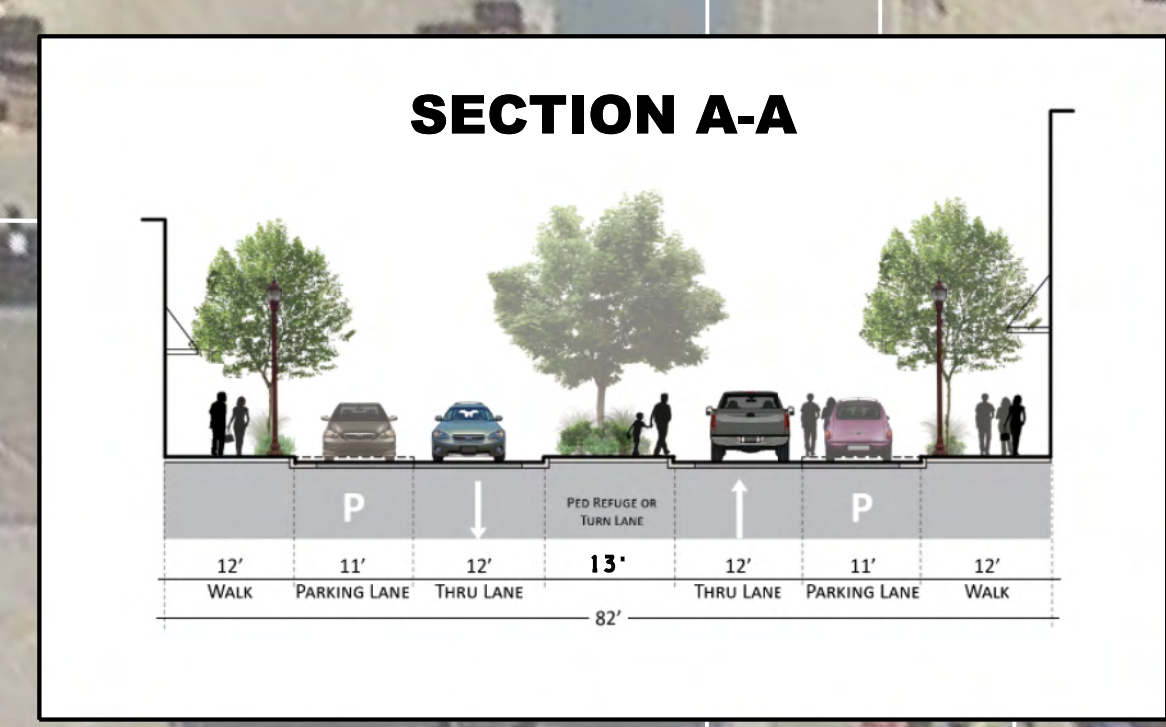 SECTION A-A
P
PED REFUGE OR
TURN LANE
P
12' 11' 12' 13' 12' 11' 12'
WALK PARKING LANE THRU LANE THRU LANE PARKING LANE WALK
82'